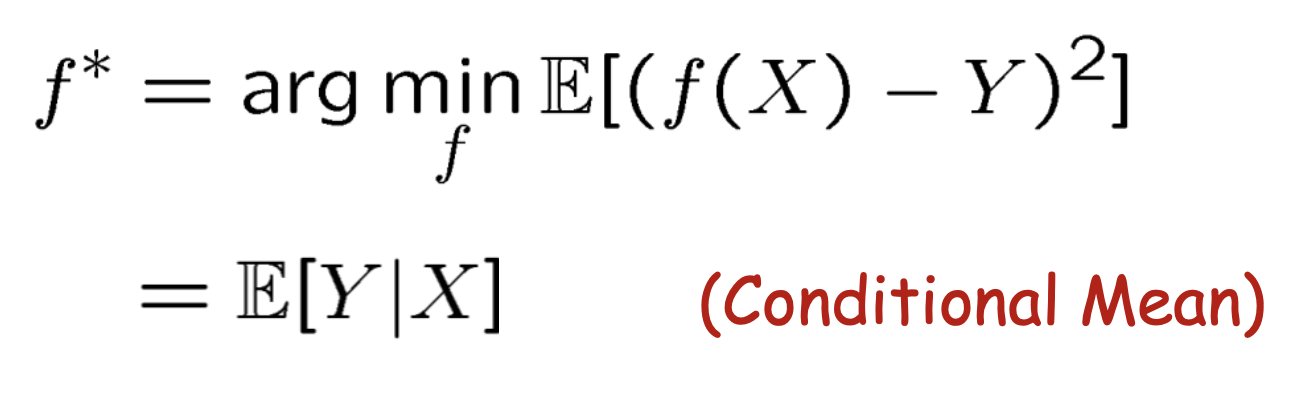 f* = arg min_f 𝔼[(f(X) − Y)²]
= 𝔼[Y|X] (Conditional Mean)